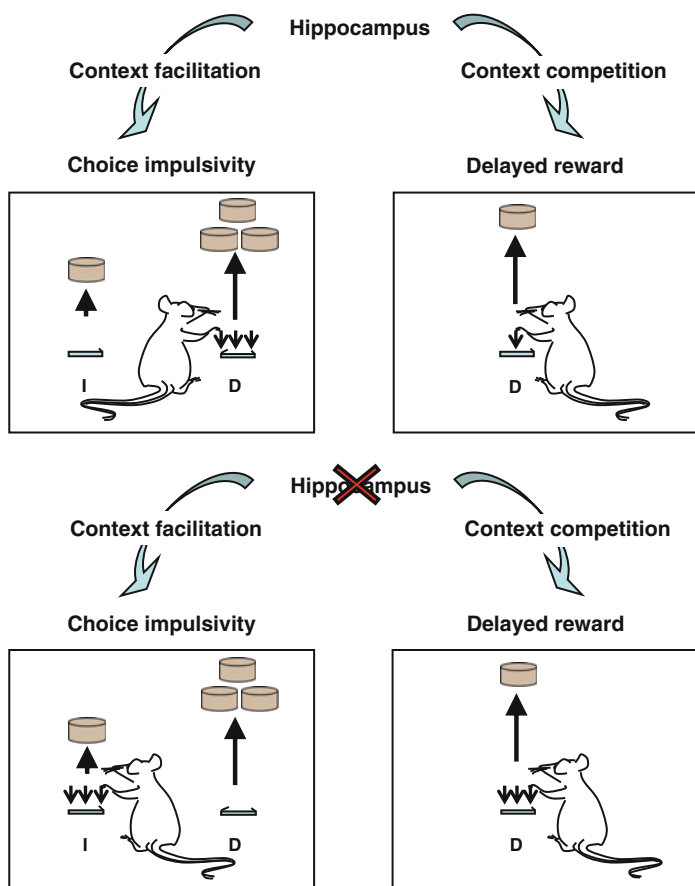 Hippocampus
Context facilitation Context competition
Choice impulsivity Delayed reward
I D D
Hippocampus
Context facilitation Context competition
Choice impulsivity Delayed reward
I D D